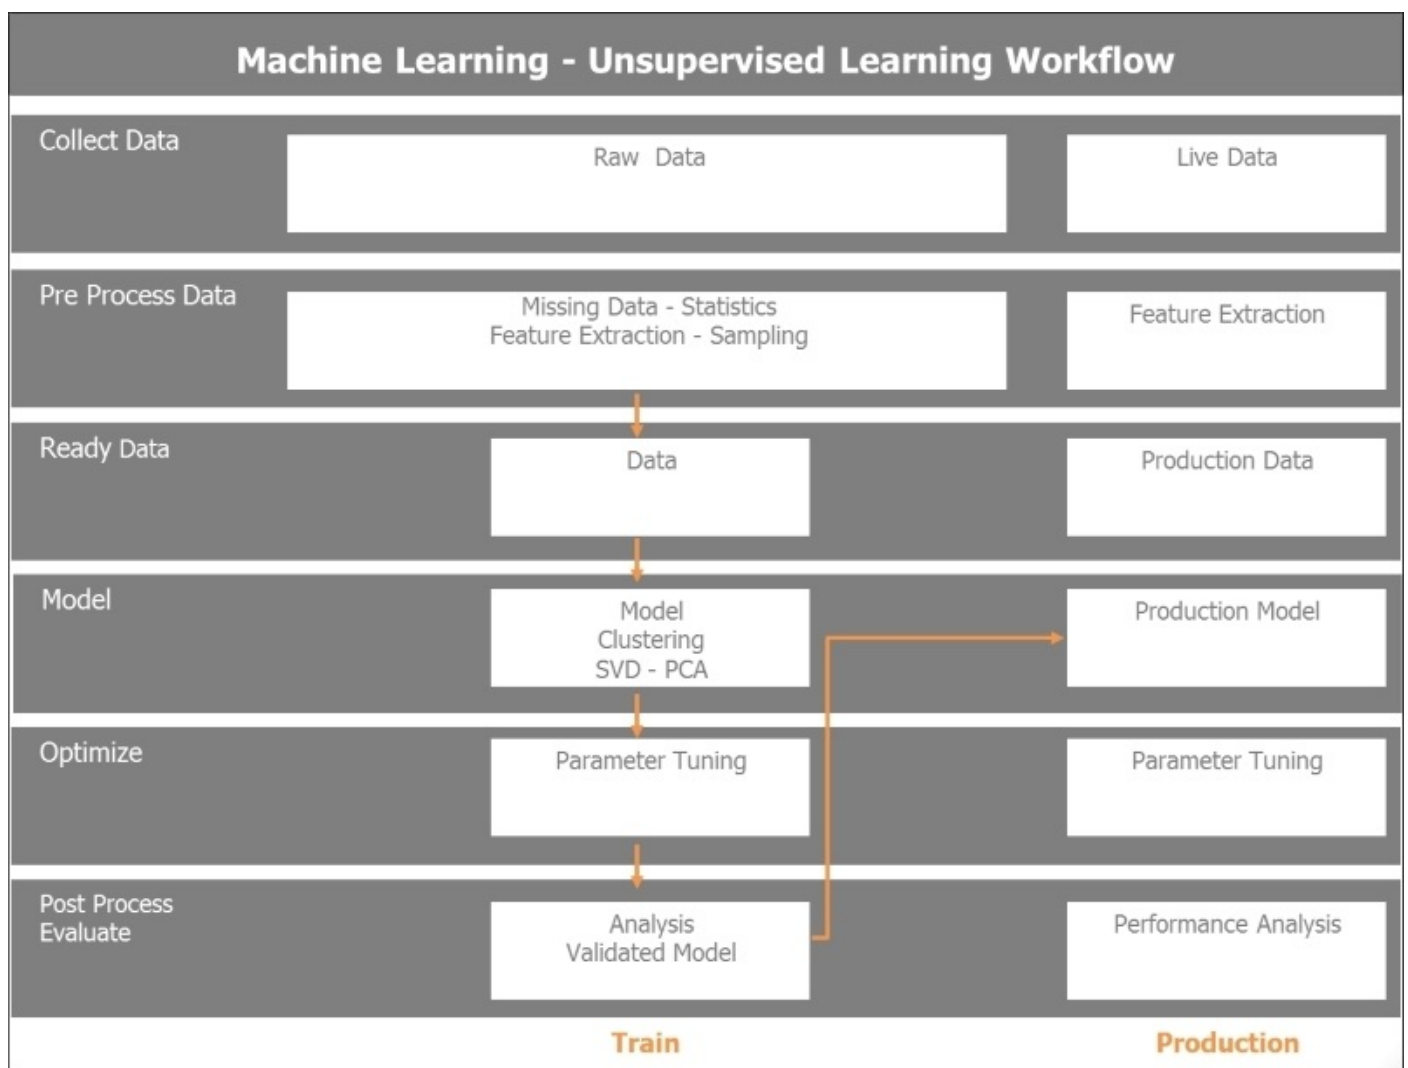 Machine Learning - Unsupervised Learning Workflow
Collect Data
Raw Data
Live Data
Pre Process Data
Missing Data - Statistics
Feature Extraction - Sampling
Feature Extraction
Ready Data
Data
Production Data
Model
Model
Clustering
SVD - PCA
Production Model
Optimize
Parameter Tuning
Parameter Tuning
Post Process
Evaluate
Analysis
Validated Model
Performance Analysis
Train
Production